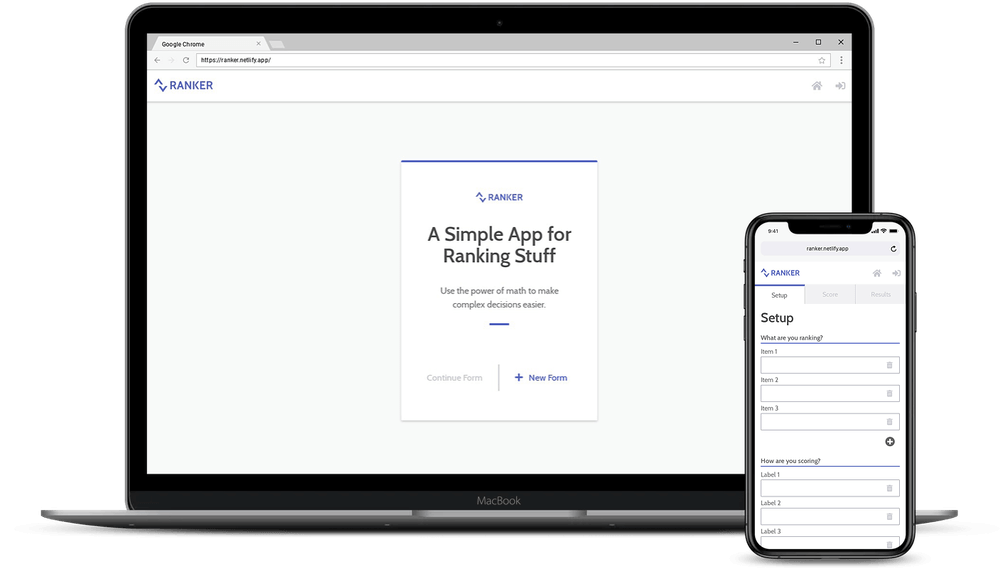 Google Chrome
https://ranker.netlify.app/
RANKER
RANKER
A Simple App for
Ranking Stuff
Use the power of math to make
complex decisions easier.
Continue Form
New Form
MacBook
9:41
ranker.netlify.app
RANKER
Setup
Score
Results
Setup
What are you ranking?
Item 1
Item 2
Item 3
How are you scoring?
Label 1
Label 2
Label 3